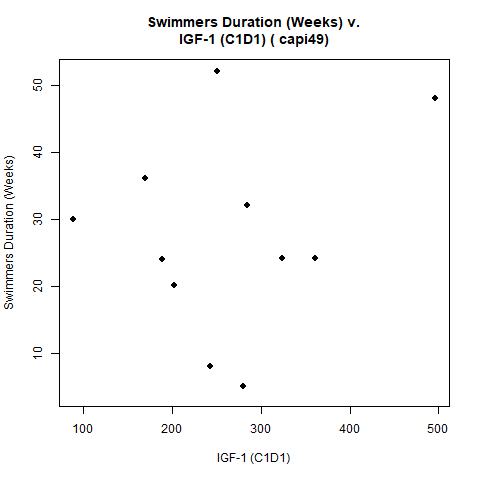 Swimmers Duration (Weeks) v.
IGF-1 (C1D1) ( capi49)
Swimmers Duration (Weeks)
50
40
30
20
10
100 200 300 400 500
IGF-1 (C1D1)